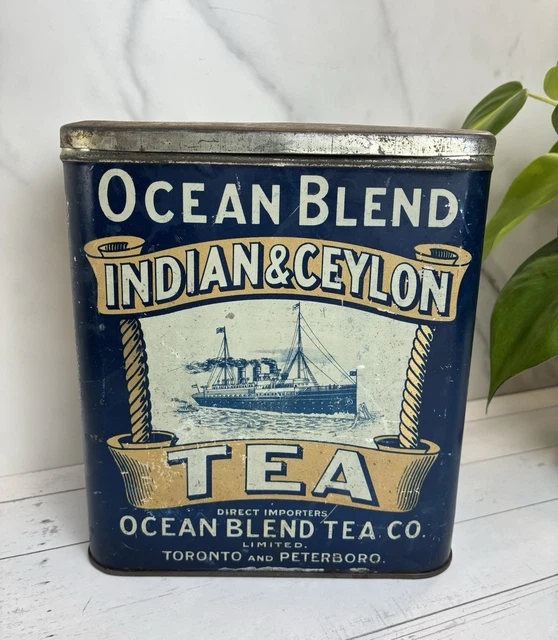 OCEAN BLEND
INDIAN & CEYLON
TEA
DIRECT IMPORTERS
OCEAN BLEND TEA CO.
LIMITED.
TORONTO AND PETERBORO.